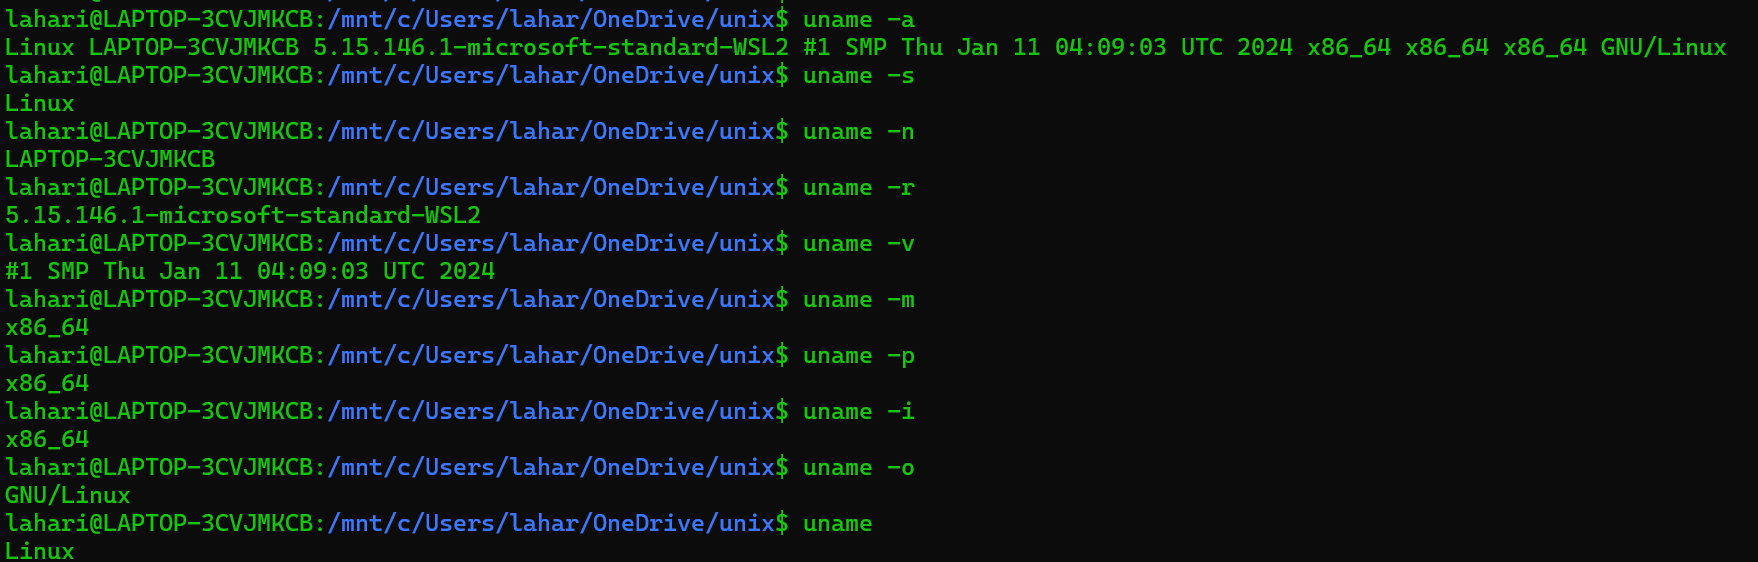 lahari@LAPTOP-3CVJMKCB:/mnt/c/Users/lahar/OneDrive/unix$ uname -a
Linux LAPTOP-3CVJMKCB 5.15.146.1-microsoft-standard-WSL2 #1 SMP Thu Jan 11 04:09:03 UTC 2024 x86_64 x86_64 x86_64 GNU/Linux
lahari@LAPTOP-3CVJMKCB:/mnt/c/Users/lahar/OneDrive/unix$ uname -s
Linux
lahari@LAPTOP-3CVJMKCB:/mnt/c/Users/lahar/OneDrive/unix$ uname -n
LAPTOP-3CVJMKCB
lahari@LAPTOP-3CVJMKCB:/mnt/c/Users/lahar/OneDrive/unix$ uname -r
5.15.146.1-microsoft-standard-WSL2
lahari@LAPTOP-3CVJMKCB:/mnt/c/Users/lahar/OneDrive/unix$ uname -v
#1 SMP Thu Jan 11 04:09:03 UTC 2024
lahari@LAPTOP-3CVJMKCB:/mnt/c/Users/lahar/OneDrive/unix$ uname -m
x86_64
lahari@LAPTOP-3CVJMKCB:/mnt/c/Users/lahar/OneDrive/unix$ uname -p
x86_64
lahari@LAPTOP-3CVJMKCB:/mnt/c/Users/lahar/OneDrive/unix$ uname -i
x86_64
lahari@LAPTOP-3CVJMKCB:/mnt/c/Users/lahar/OneDrive/unix$ uname -o
GNU/Linux
lahari@LAPTOP-3CVJMKCB:/mnt/c/Users/lahar/OneDrive/unix$ uname
Linux